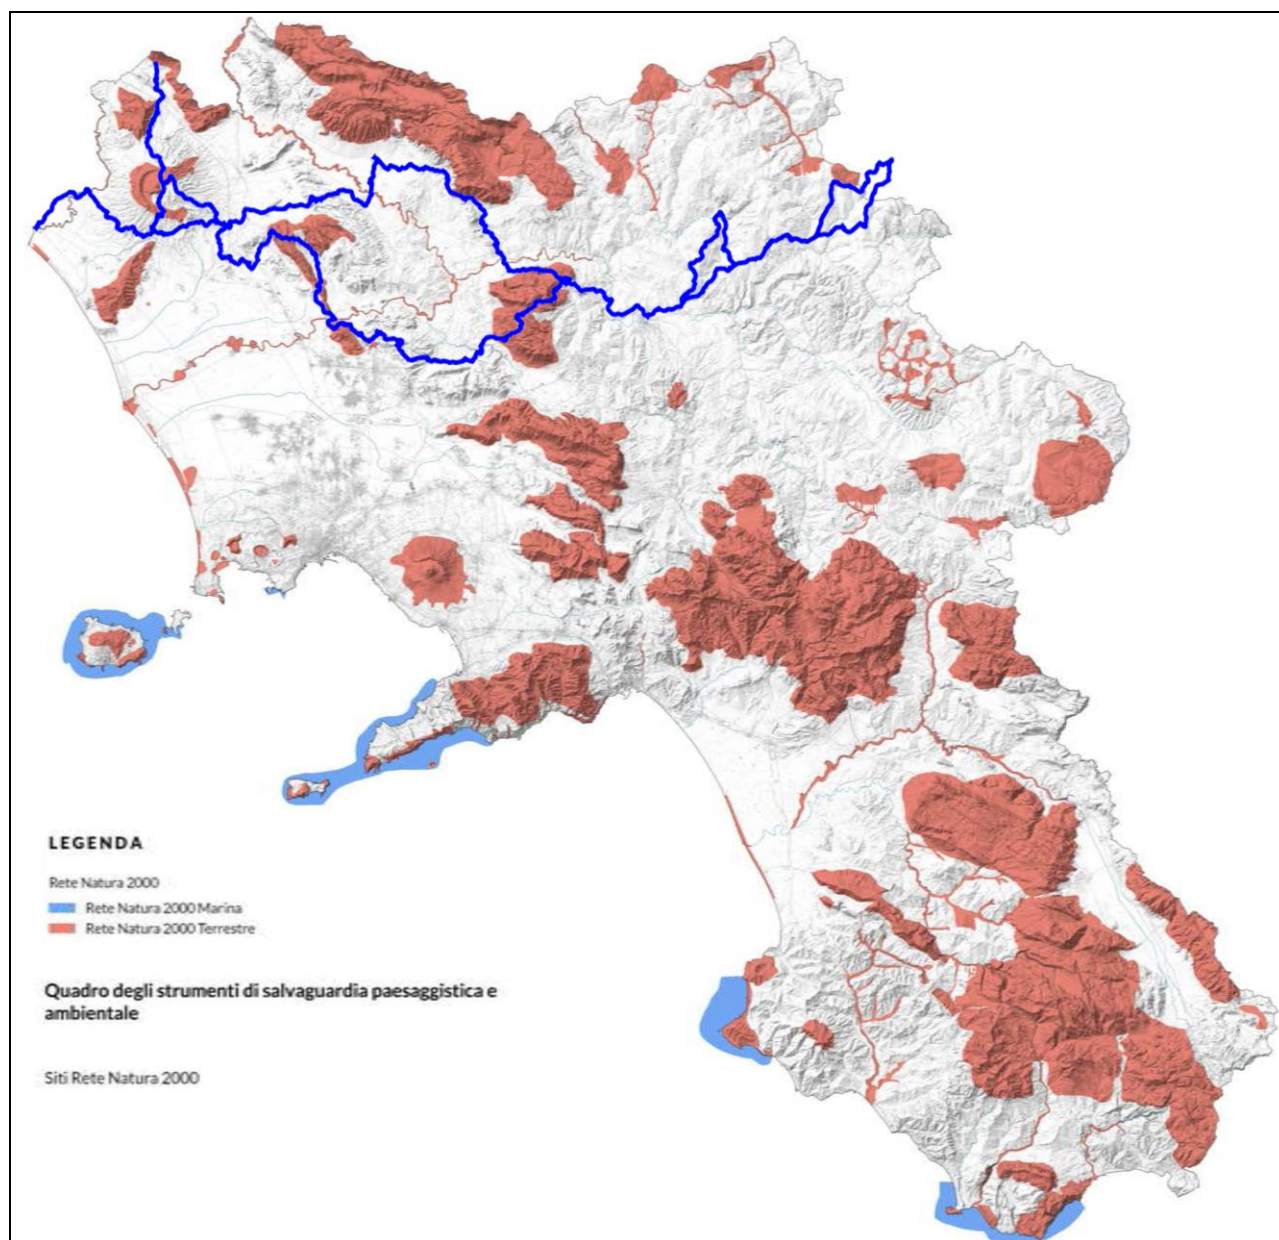 LEGENDA
Rete Natura 2000
Rete Natura 2000 Marina
Rete Natura 2000 Terrestre
Quadro degli strumenti di salvaguardia paesaggistica e
ambientale
Siti Rete Natura 2000